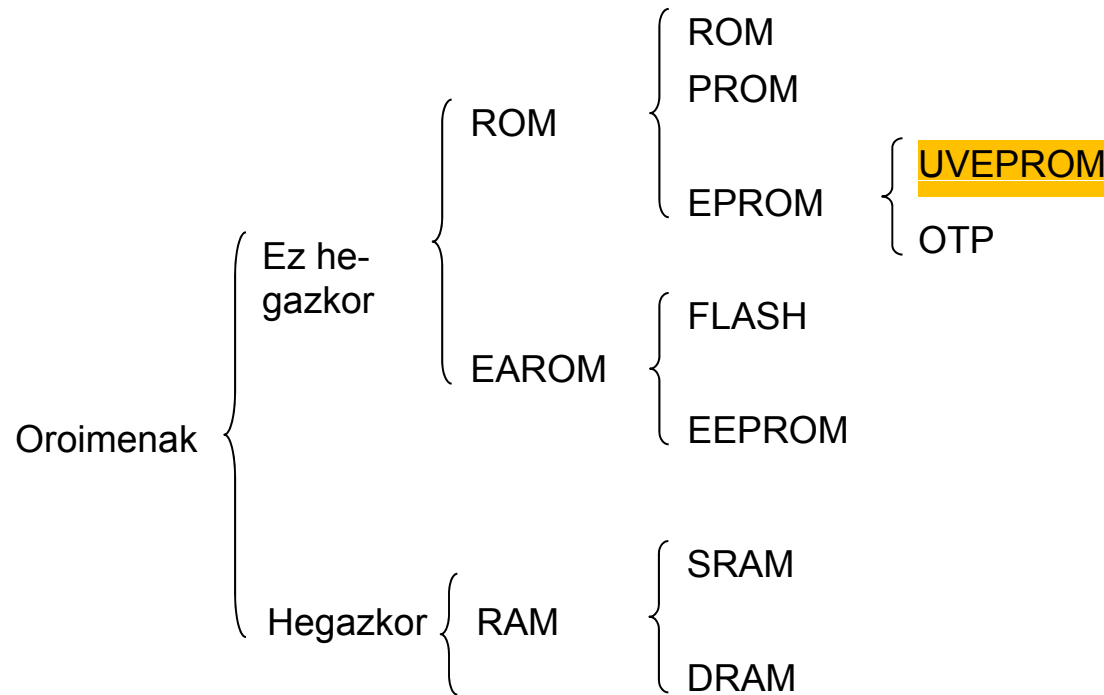 ROM
PROM
ROM
UVEPROM
EPROM
OTP
Ez he-
gazkor
FLASH
EAROM
EEPROM
Oroimenak
SRAM
Hegazkor
RAM
DRAM